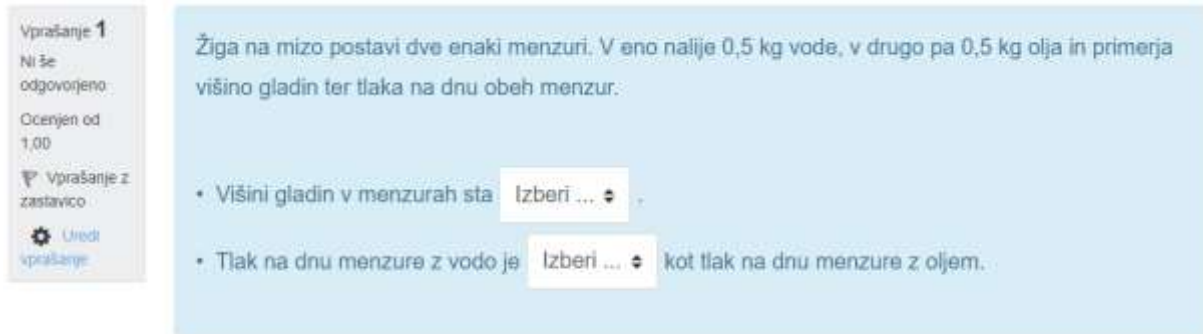 Vprašanje 1
Ni še
odgovorjeno
Ocenjen od
1,00
Vprašanje z
zastavico
Uredi
vprašanje
Žiga na mizo postavi dve enaki menzuri. V eno nalije 0,5 kg vode, v drugo pa 0,5 kg olja in primerja
višino gladin ter tlaka na dnu obeh menzur.
• Višini gladin v menzurah sta Izberi ... .
• Tlak na dnu menzure z vodo je Izberi ... kot tlak na dnu menzure z oljem.